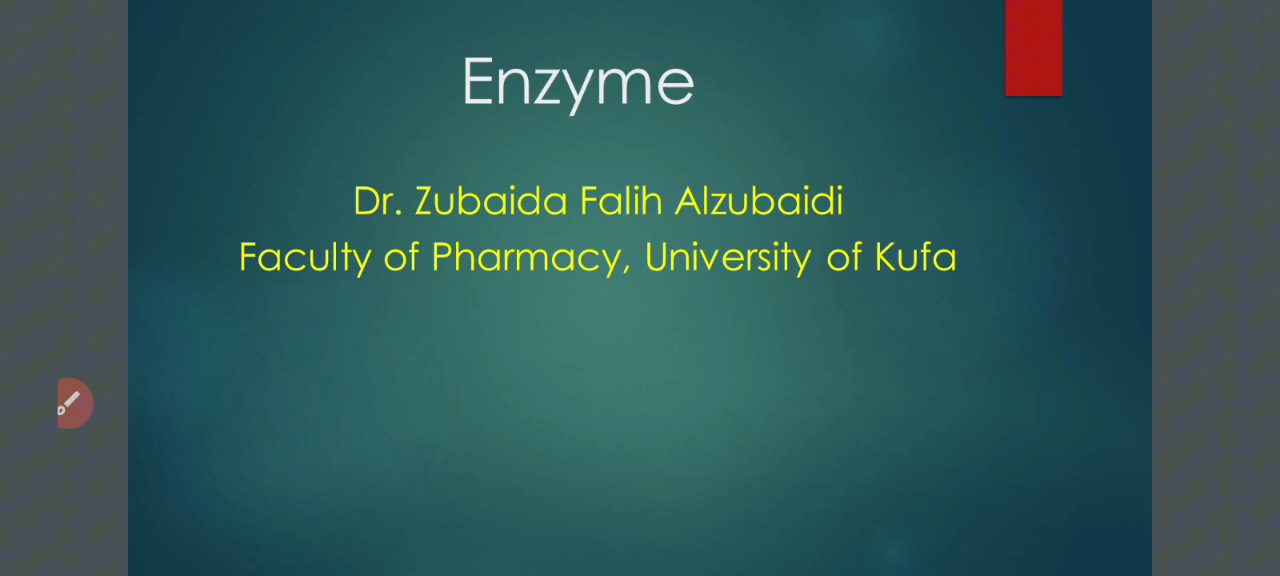 Enzyme
Dr. Zubaida Falih Alzubaidi
Faculty of Pharmacy, University of Kufa